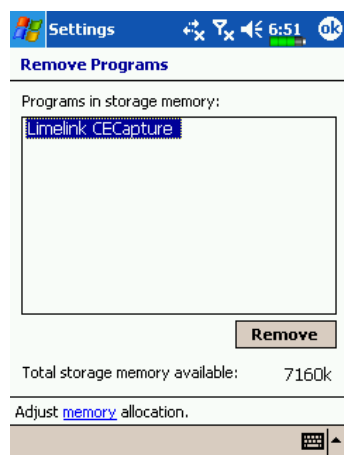 Settings 6:51 ok
Remove Programs
Programs in storage memory:
Limelink CECapture
Remove
Total storage memory available: 7160k
Adjust memory allocation.